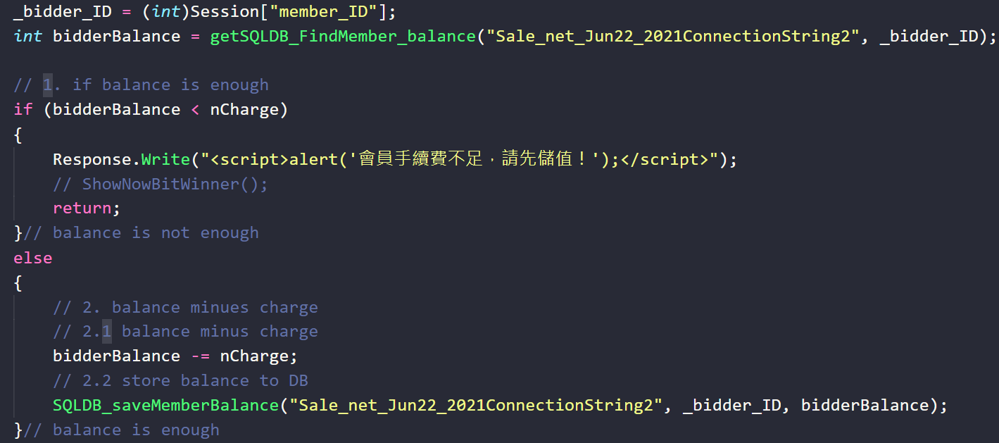 _bidder_ID = (int)Session["member_ID"];
int bidderBalance = getSQLDB_FindMember_balance("Sale_net_Jun22_2021ConnectionString2", _bidder_ID);
// 1. if balance is enough
if (bidderBalance < nCharge)
{
Response.Write("<script>alert('會員手續費不足，請先儲值！');</script>");
// ShowNowBitWinner();
return;
}// balance is not enough
else
{
// 2. balance minues charge
// 2.1 balance minus charge
bidderBalance -= nCharge;
// 2.2 store balance to DB
SQLDB_saveMemberBalance("Sale_net_Jun22_2021ConnectionString2", _bidder_ID, bidderBalance);
}// balance is enough